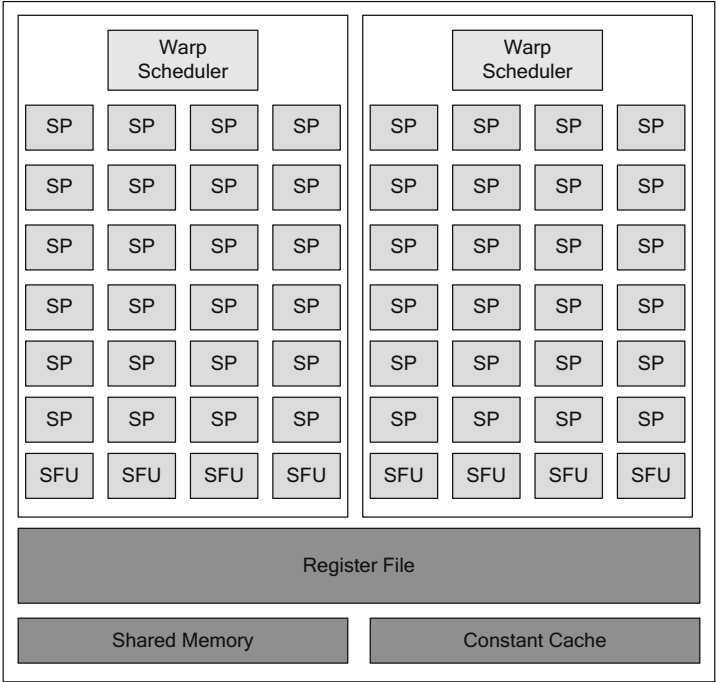 Warp
Scheduler
Warp
Scheduler
SP SP SP SP SP SP SP SP
SP SP SP SP SP SP SP SP
SP SP SP SP SP SP SP SP
SP SP SP SP SP SP SP SP
SP SP SP SP SP SP SP SP
SP SP SP SP SP SP SP SP
SFU SFU SFU SFU SFU SFU SFU SFU
Register File
Shared Memory
Constant Cache